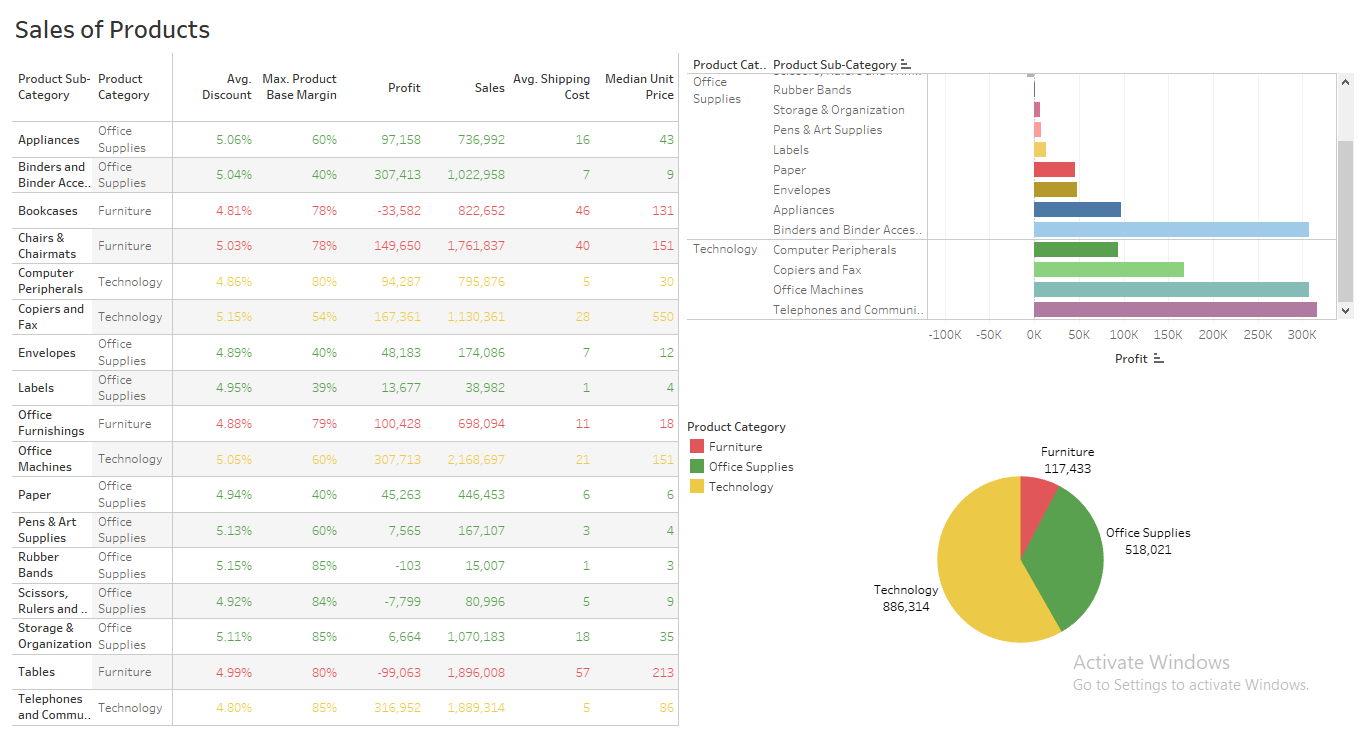 Sales of Products
Product Sub-Category Product Category Avg. Discount Max. Product Base Margin Profit Sales Avg. Shipping Cost Median Unit Price
Appliances Office Supplies 5.06% 60% 97,158 736,992 16 43
Binders and Binder Acce.. Office Supplies 5.04% 40% 307,413 1,022,958 7 9
Bookcases Furniture 4.81% 78% -33,582 822,652 46 131
Chairs & Chairmats Furniture 5.03% 78% 149,650 1,761,837 40 151
Computer Peripherals Technology 4.86% 80% 94,287 795,876 5 30
Copiers and Fax Technology 5.15% 54% 167,361 1,130,361 28 550
Envelopes Office Supplies 4.89% 40% 48,183 174,086 7 12
Labels Office Supplies 4.95% 39% 13,677 38,982 1 4
Office Furnishings Furniture 4.88% 79% 100,428 698,094 11 18
Office Machines Technology 5.05% 60% 307,713 2,168,697 21 151
Paper Office Supplies 4.94% 40% 45,263 446,453 6 6
Pens & Art Supplies Office Supplies 5.13% 60% 7,565 167,107 3 4
Rubber Bands Office Supplies 5.15% 85% -103 15,007 1 3
Scissors, Rulers and .. Office Supplies 4.92% 84% -7,799 80,996 5 9
Storage & Organization Office Supplies 5.11% 85% 6,664 1,070,183 18 35
Tables Furniture 4.99% 80% -99,063 1,896,008 57 213
Telephones and Commu.. Technology 4.80% 85% 316,952 1,889,314 5 86
Product Cat.. Product Sub-Category
Office Supplies
Rubber Bands
Storage & Organization
Pens & Art Supplies
Labels
Paper
Envelopes
Appliances
Binders and Binder Acces..
Technology Computer Peripherals
Copiers and Fax
Office Machines
Telephones and Communi..
-100K -50K 0K 50K 100K 150K 200K 250K 300K
Profit
Product Category
Furniture
Office Supplies
Technology
Furniture
117,433
Office Supplies
518,021
Technology
886,314
Activate Windows
Go to Settings to activate Windows.